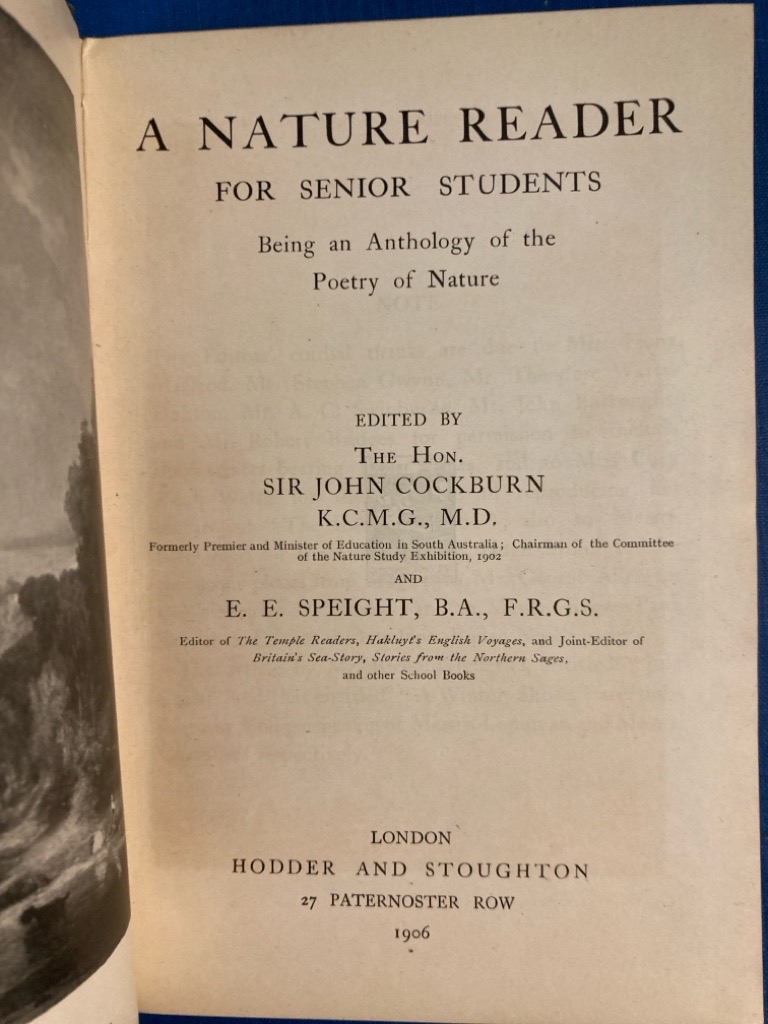 A NATURE READER
FOR SENIOR STUDENTS
Being an Anthology of the
Poetry of Nature
EDITED BY
THE HON.
SIR JOHN COCKBURN
K.C.M.G., M.D.
Formerly Premier and Minister of Education in South Australia; Chairman of the Committee
of the Nature Study Exhibition, 1902
AND
E. E. SPEIGHT, B.A., F.R.G.S.
Editor of The Temple Readers, Hakluyt's English Voyages, and Joint-Editor of
Britain's Sea-Story, Stories from the Northern Sagas,
and other School Books
LONDON
HODDER AND STOUGHTON
27 PATERNOSTER ROW
1906